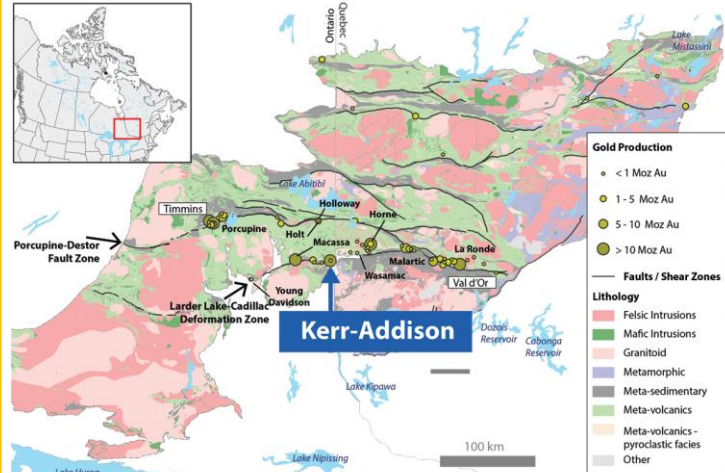 Ontario
Quebec
Lake
Mistassini
Gold Production
< 1 Moz Au
1 - 5 Moz Au
5 - 10 Moz Au
> 10 Moz Au
Faults / Shear Zones
Lithology
Felsic Intrusions
Mafic Intrusions
Granitoid
Metamorphic
Meta-sedimentary
Meta-volcanics
Meta-volcanics -
pyroclastic facies
Other
Lake Abitibi
Timmins
Porcupine
Holloway
Horne
Holt
Macassa
La Ronde
Malartic
Wasamac
Val d'Or
Porcupine-Destor
Fault Zone
Larder Lake-Cadillac
Deformation Zone
Young
Davidson
Kerr-Addison
Dozois
Reservoir
Cabonga
Reservoir
Lake Kipawa
Lake Nipissing
100 km
Lake Huron